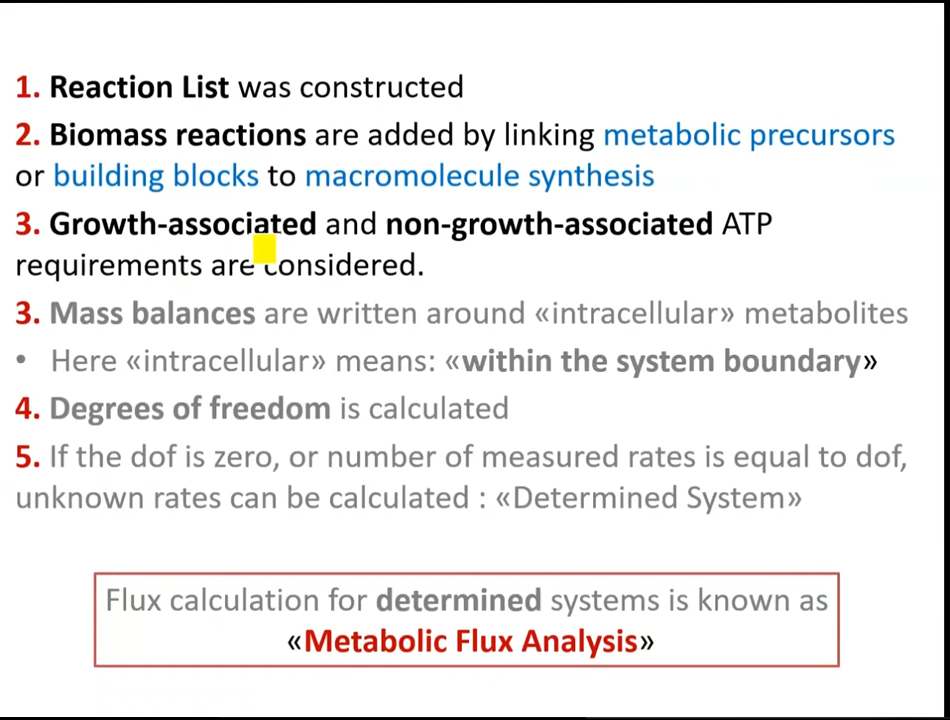 1. Reaction List was constructed
2. Biomass reactions are added by linking metabolic precursors
or building blocks to macromolecule synthesis
3. Growth-associated and non-growth-associated ATP
requirements are considered.
3. Mass balances are written around «intracellular» metabolites
• Here «intracellular» means: «within the system boundary»
4. Degrees of freedom is calculated
5. If the dof is zero, or number of measured rates is equal to dof,
unknown rates can be calculated : «Determined System»
Flux calculation for determined systems is known as
«Metabolic Flux Analysis»